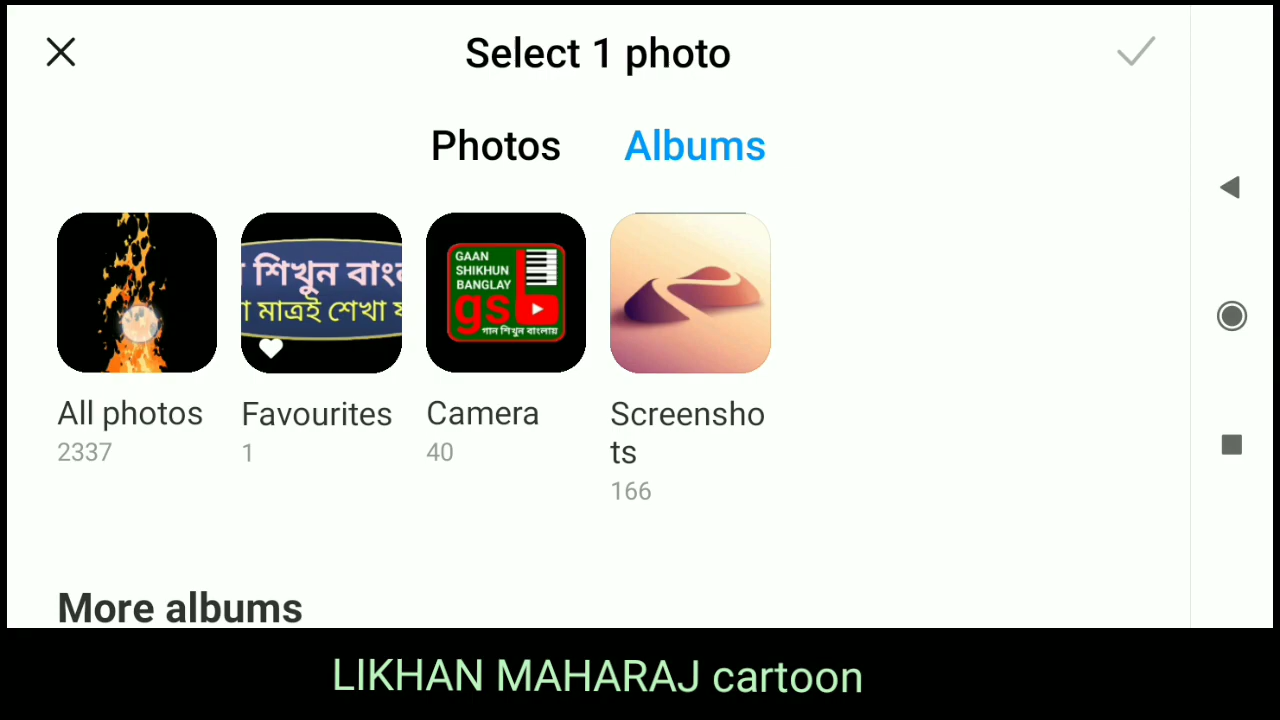 Select 1 photo
Photos Albums
শিখুন বাংল
মাত্রই শেখা য
GAAN
SHIKHUN
BANGLAY
gs
গান শিখুন বাংলায়
All photos
2337
Favourites
1
Camera
40
Screensho
ts
166
More albums
LIKHAN MAHARAJ cartoon